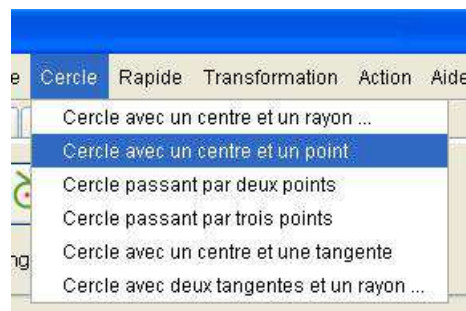 e Cercle Rapide Transformation Action Aide
Cercle avec un centre et un rayon ...
Cercle avec un centre et un point
Cercle passant par deux points
Cercle passant par trois points
Cercle avec un centre et une tangente
ng
Cercle avec deux tangentes et un rayon ...